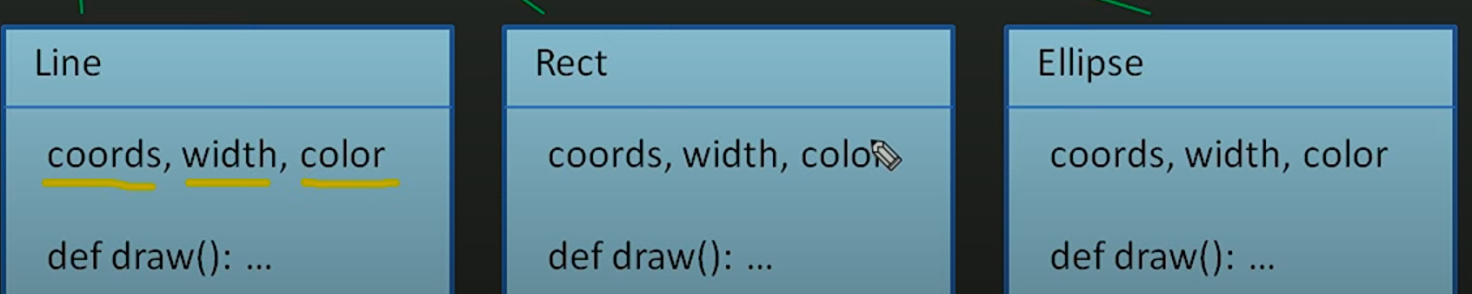 Line
coords, width, color
def draw(): ...
Rect
coords, width, color
def draw(): ...
Ellipse
coords, width, color
def draw(): ...